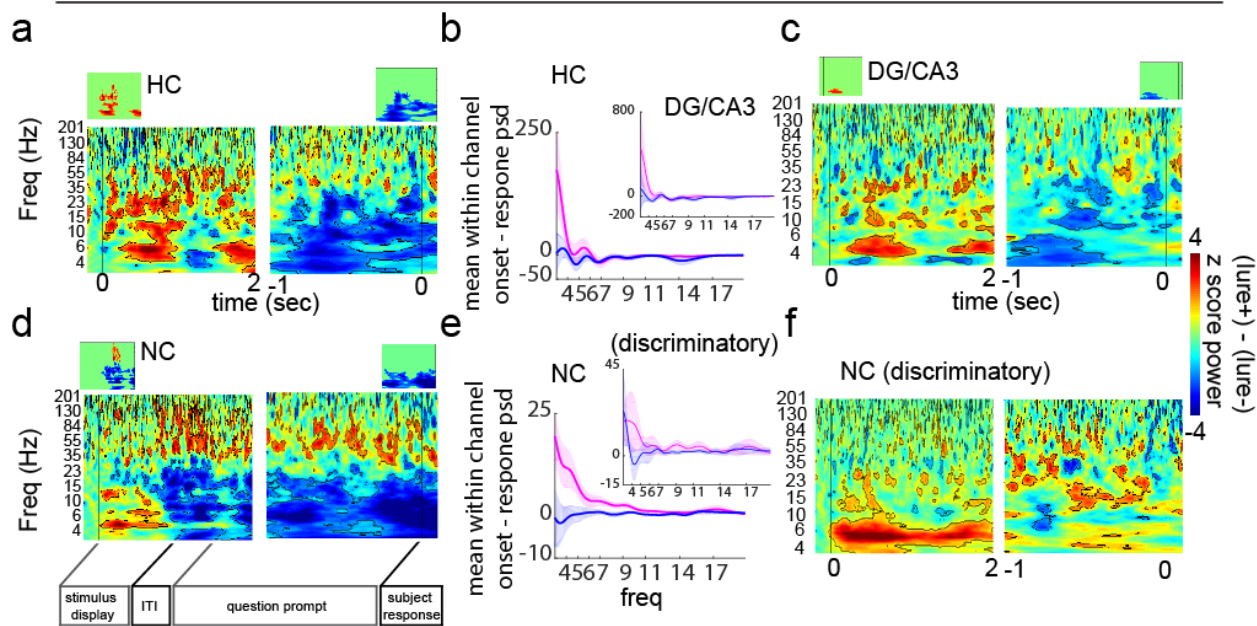 a
HC
Freq (Hz)
201
130
84
55
35
23
15
10
6
4
0
2
-1
0
time (sec)
b
HC
mean within channel
onset - respone psd
250
0
-50
4567 9 11 14 17
DG/CA3
800
0
-200
4567 9 11 14 17
c
DG/CA3
201
130
84
55
35
23
15
10
6
4
0
2
-1
0
time (sec)
4
-4
z score power
(lure+) - (lure-)
d
NC
Freq (Hz)
201
130
84
55
35
23
15
10
6
4
stimulus
display
ITI
question prompt
subject
response
e
NC
mean within channel
onset - respone psd
25
0
-10
4567 9 11 14 17
freq
(discriminatory)
45
0
-15
4 567 9 11 14 17
f
NC (discriminatory)
201
130
84
55
35
23
15
10
6
4
0
2
-1
0